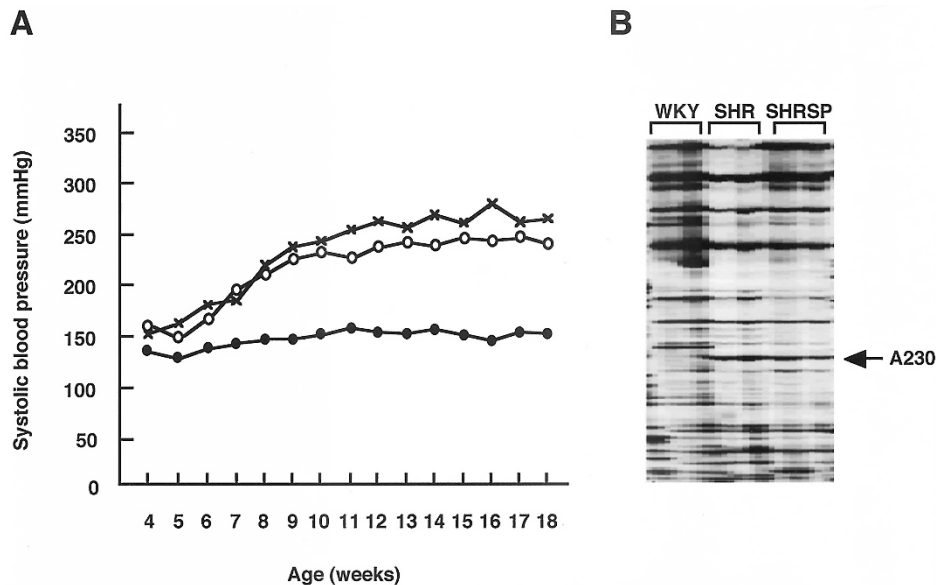 A
B
WKY SHR SHRSP
Systolic blood pressure (mmHg)
350
300
250
200
150
100
50
0
4 5 6 7 8 9 10 11 12 13 14 15 16 17 18
Age (weeks)
A230